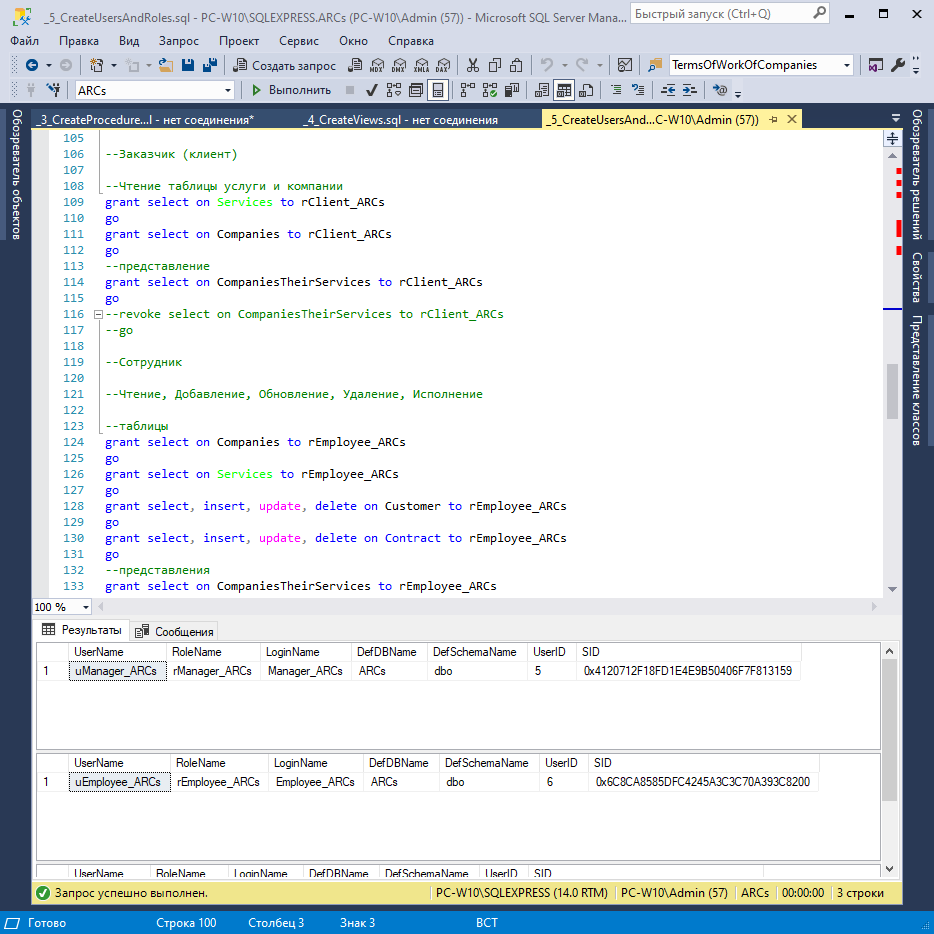 _5_CreateUsersAndRoles.sql - PC-W10\SQLEXPRESS.ARCs (PC-W10\Admin (57)) - Microsoft SQL Server Mana...
Быстрый запуск (Ctrl+Q)
Файл Правка Вид Запрос Проект Сервис Окно Справка
Создать запрос MDX DMX XMLA DAX TermsOfWorkOfCompanies
ARCs Выполнить
_3_CreateProcedure...l - нет соединения* _4_CreateViews.sql - нет соединения _5_CreateUsersAnd...C-W10\Admin (57))
Обозреватель объектов
105
106 --Заказчик (клиент)
107
108 --Чтение таблицы услуги и компании
109 grant select on Services to rClient_ARCs
110 go
111 grant select on Companies to rClient_ARCs
112 go
113 --представление
114 grant select on CompaniesTheirServices to rClient_ARCs
115 go
116 --revoke select on CompaniesTheirServices to rClient_ARCs
117 --go
118
119 --Сотрудник
120
121 --Чтение, Добавление, Обновление, Удаление, Исполнение
122
123 --таблицы
124 grant select on Companies to rEmployee_ARCs
125 go
126 grant select on Services to rEmployee_ARCs
127 go
128 grant select, insert, update, delete on Customer to rEmployee_ARCs
129 go
130 grant select, insert, update, delete on Contract to rEmployee_ARCs
131 go
132 --представления
133 grant select on CompaniesTheirServices to rEmployee_ARCs
Обозреватель решений
Свойства
Представление классов
100 %
Результаты Сообщения
UserName RoleName LoginName DefDBName DefSchemaName UserID SID
1 uManager_ARCs rManager_ARCs Manager_ARCs ARCs dbo 5 0x4120712F18FD1E4E9B50406F7F813159
UserName RoleName LoginName DefDBName DefSchemaName UserID SID
1 uEmployee_ARCs rEmployee_ARCs Employee_ARCs ARCs dbo 6 0x6C8CA8585DFC4245A3C3C70A393C8200
UserName RoleName LoginName DefDBName DefSchemaName UserID SID
Запрос успешно выполнен. PC-W10\SQLEXPRESS (14.0 RTM) PC-W10\Admin (57) ARCs 00:00:00 3 строки
Готово Строка 100 Столбец 3 Знак 3 ВСТ